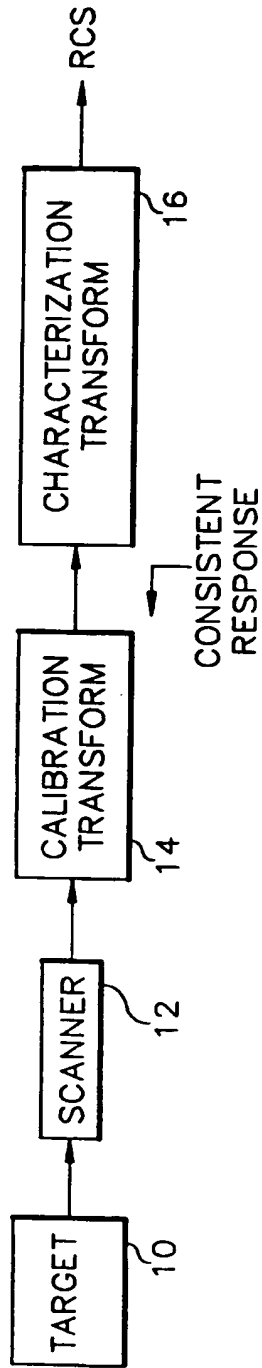 TARGET
10
SCANNER
12
CALIBRATION
TRANSFORM
14
CONSISTENT
RESPONSE
CHARACTERIZATION
TRANSFORM
16
RCS